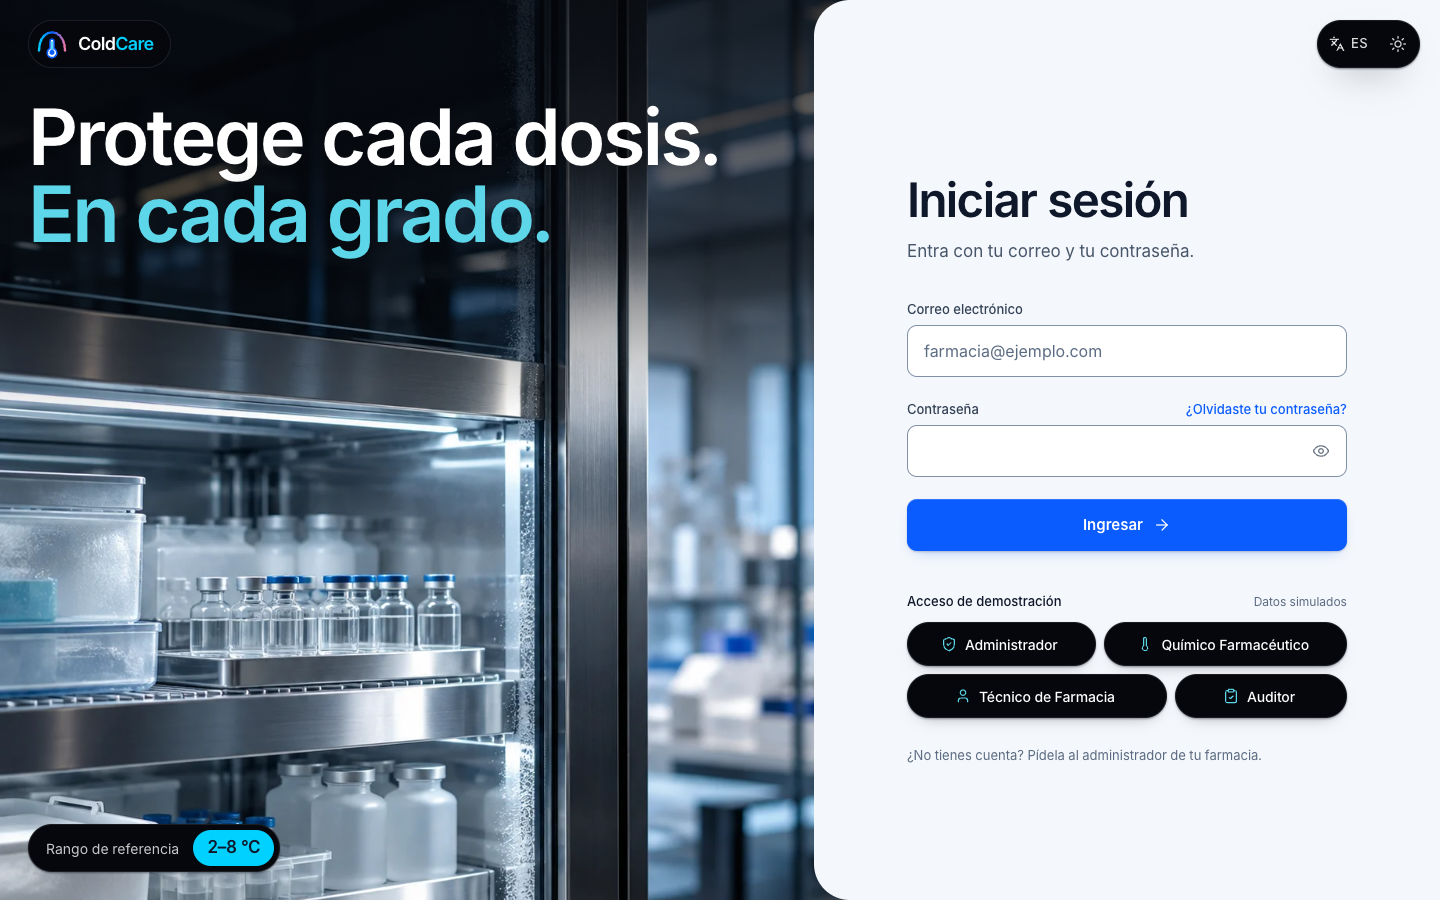 ColdCare
ES
Protege cada dosis.
En cada grado.
Iniciar sesión
Entra con tu correo y tu contraseña.
Correo electrónico
farmacia@ejemplo.com
Contraseña
¿Olvidaste tu contraseña?
Ingresar
Acceso de demostración
Datos simulados
Administrador
Químico Farmacéutico
Técnico de Farmacia
Auditor
¿No tienes cuenta? Pídela al administrador de tu farmacia.
Rango de referencia
2–8 °C